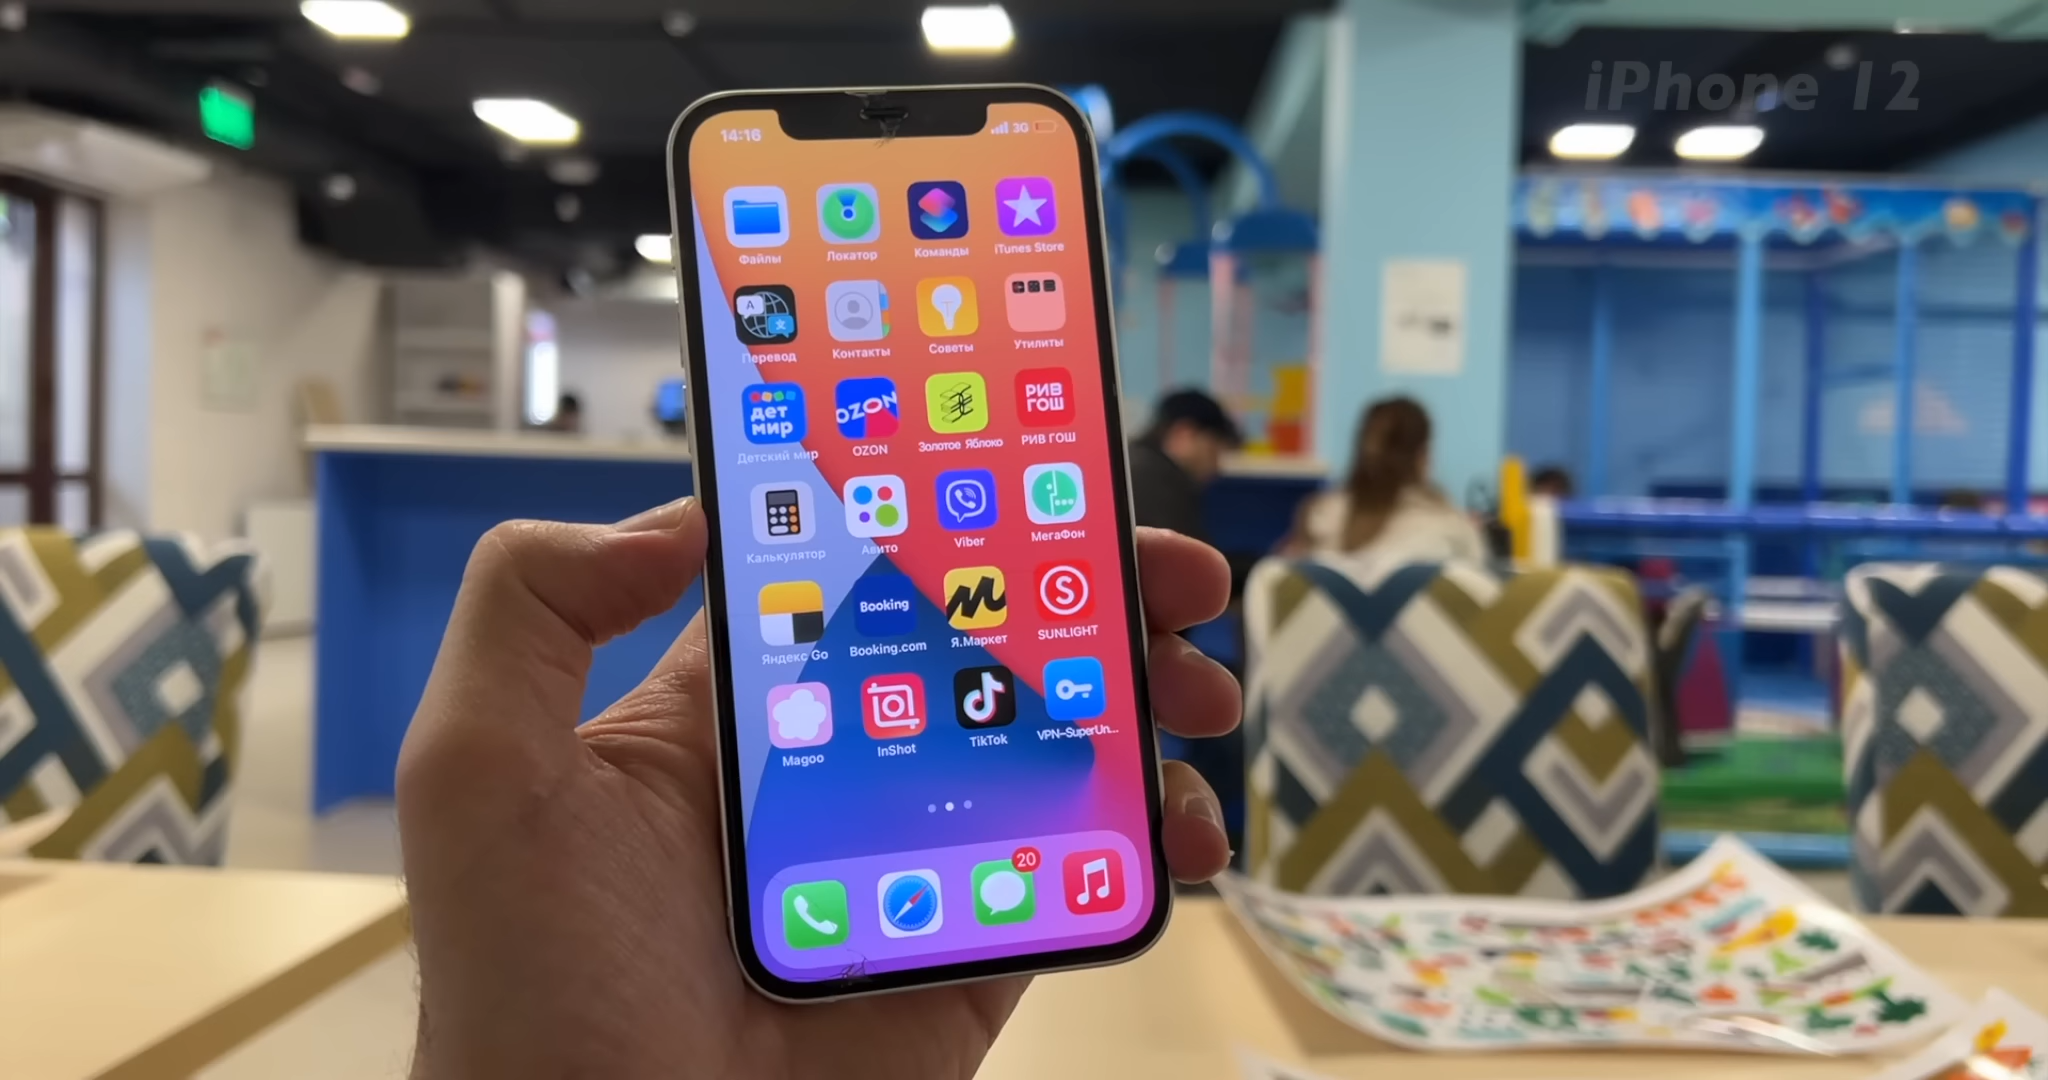 iPhone 12
14:16
3G
Файлы
Локатор
Команды
iTunes Store
A
文
Перевод
Контакты
Советы
Утилиты
дет
мир
Детский мир
OZON
OZON
Золотое Яблоко
РИВ
ГОШ
РИВ ГОШ
Калькулятор
Авито
Viber
МегаФон
Яндекс Go
Booking
Booking.com
Я.Маркет
S
SUNLIGHT
Magoo
InShot
TikTok
VPN-SuperUn...
20